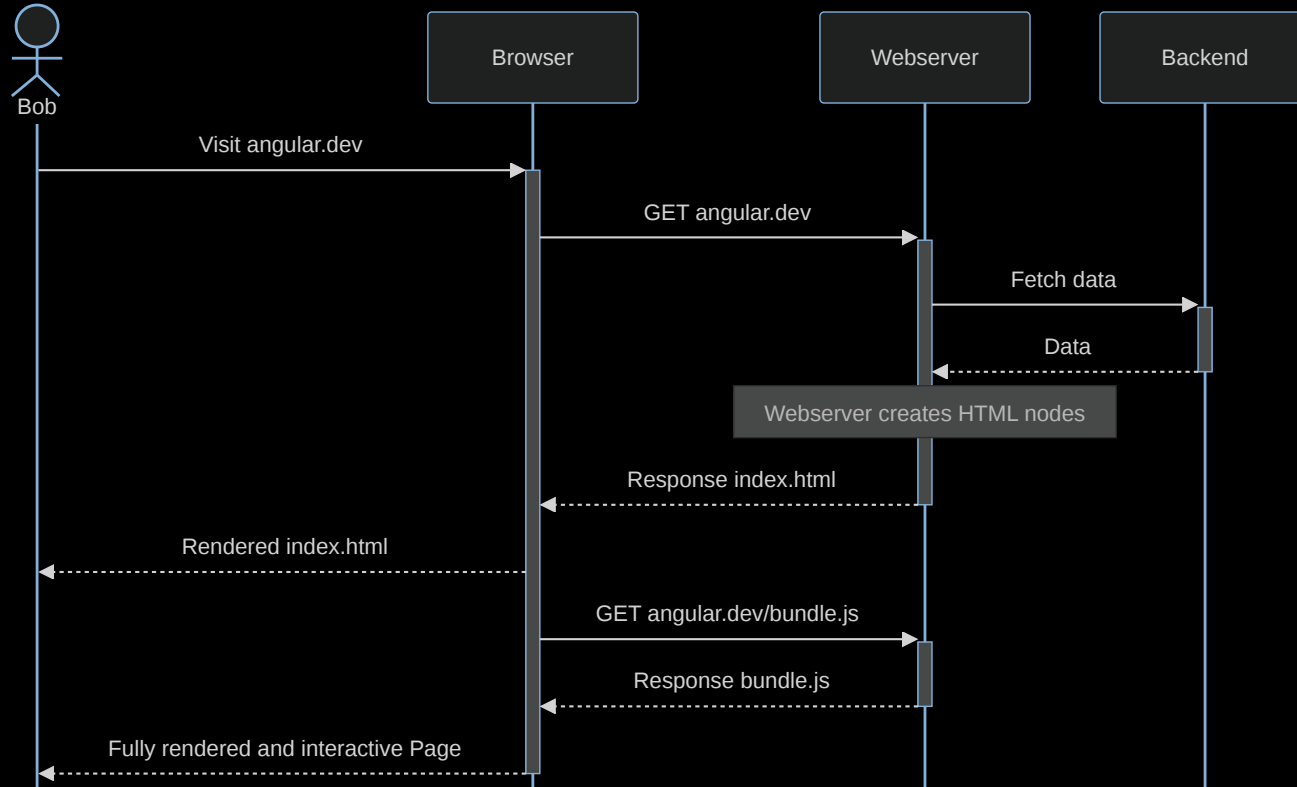 Bob
Browser
Webserver
Backend
Visit angular.dev
GET angular.dev
Fetch data
Data
Webserver creates HTML nodes
Response index.html
Rendered index.html
GET angular.dev/bundle.js
Response bundle.js
Fully rendered and interactive Page